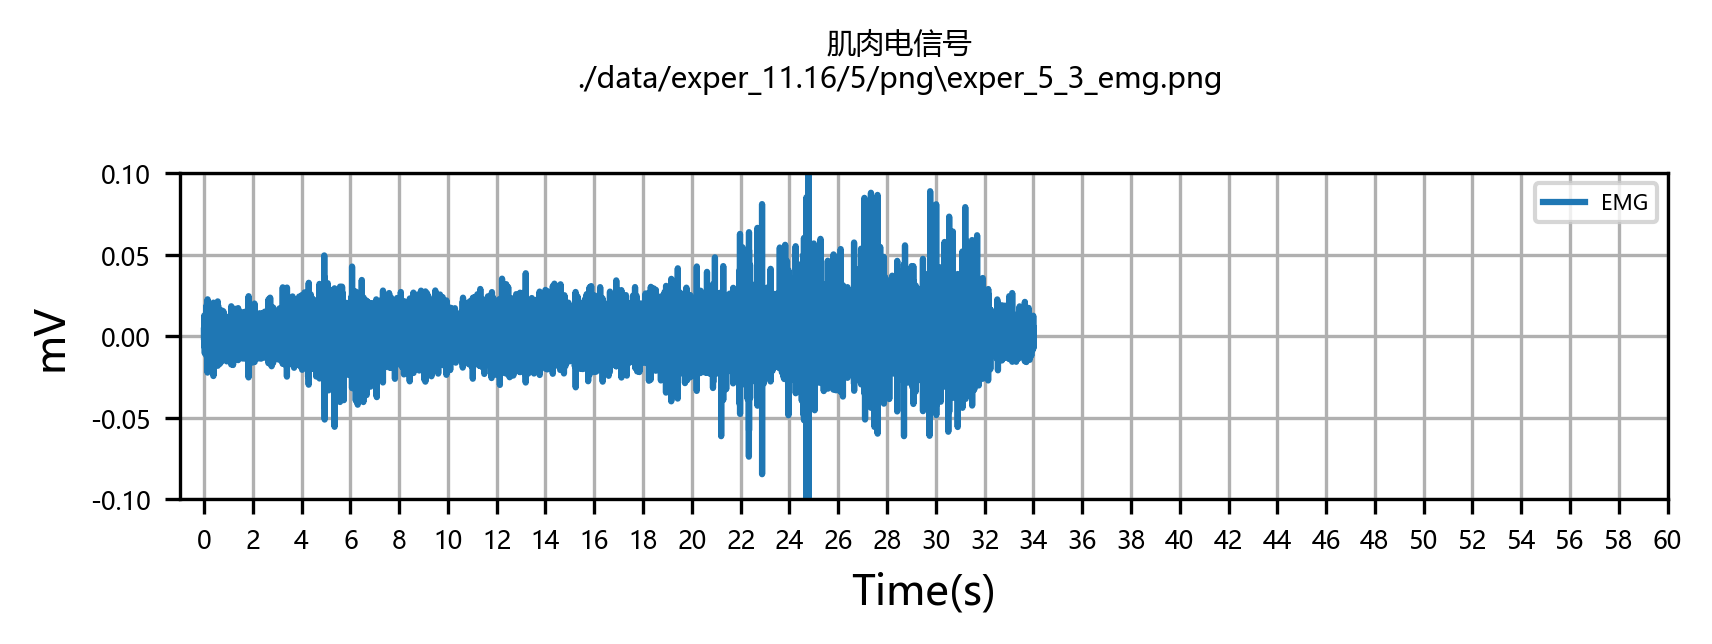 肌肉电信号
./data/exper_11.16/5/png\exper_5_3_emg.png
0.10
EMG
0.05
mV
0.00
-0.05
-0.10
0 2 4 6 8 10 12 14 16 18 20 22 24 26 28 30 32 34 36 38 40 42 44 46 48 50 52 54 56 58 60
Time(s)